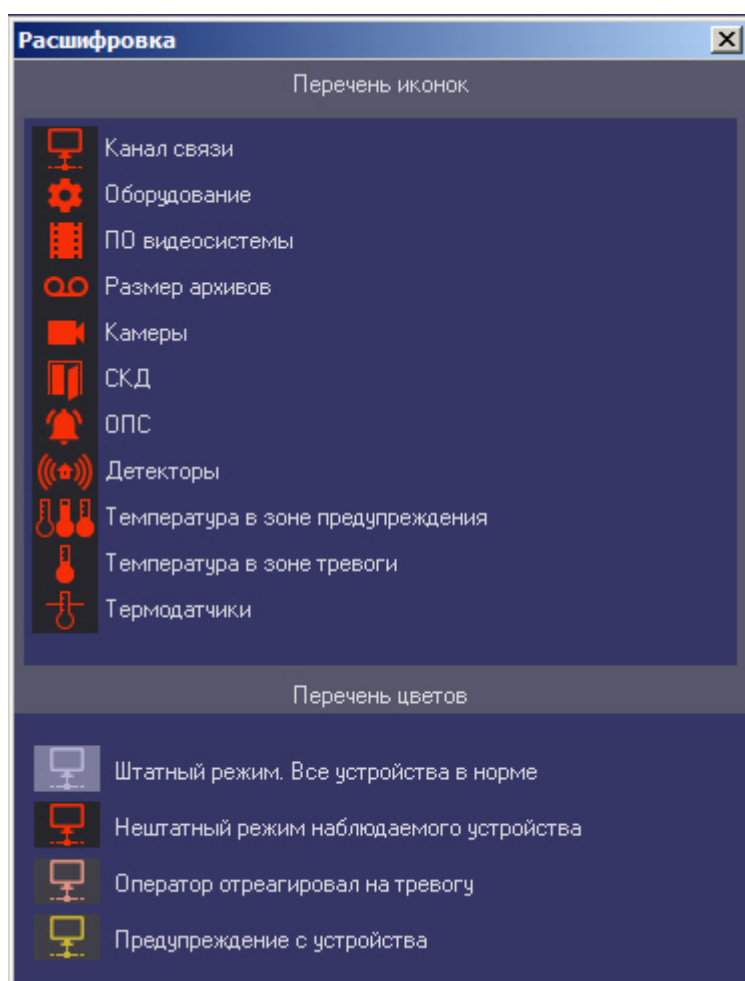 Расшифровка
Перечень иконок
Канал связи
Оборудование
ПО видеосистемы
Размер архивов
Камеры
СКД
ОПС
Детекторы
Температура в зоне предупреждения
Температура в зоне тревоги
Термодатчики
Перечень цветов
Штатный режим. Все устройства в норме
Нештатный режим наблюдаемого устройства
Оператор отреагировал на тревогу
Предупреждение с устройства